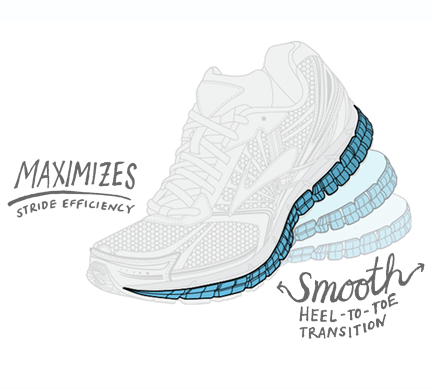 MAXIMIZES
STRIDE EFFICIENCY
Smooth
HEEL-TO-TOE
TRANSITION